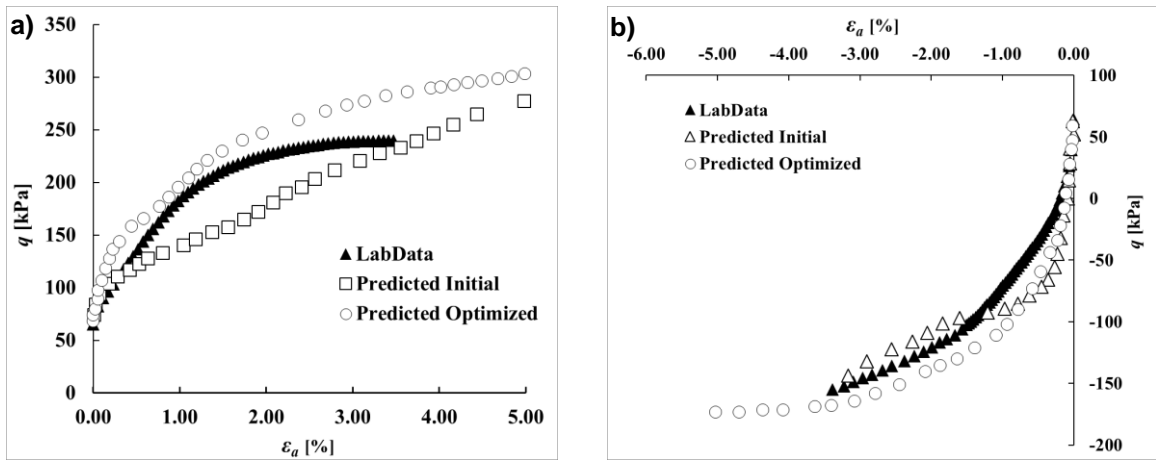 a)
350
300
250
200
150
100
50
0
q [kPa]
LabData
Predicted Initial
Predicted Optimized
0.00 1.00 2.00 3.00 4.00 5.00
εa [%]
b)
εa [%]
-6.00 -5.00 -4.00 -3.00 -2.00 -1.00 0.00
LabData
Predicted Initial
Predicted Optimized
100
50
0
-50
-100
-150
-200
q [kPa]